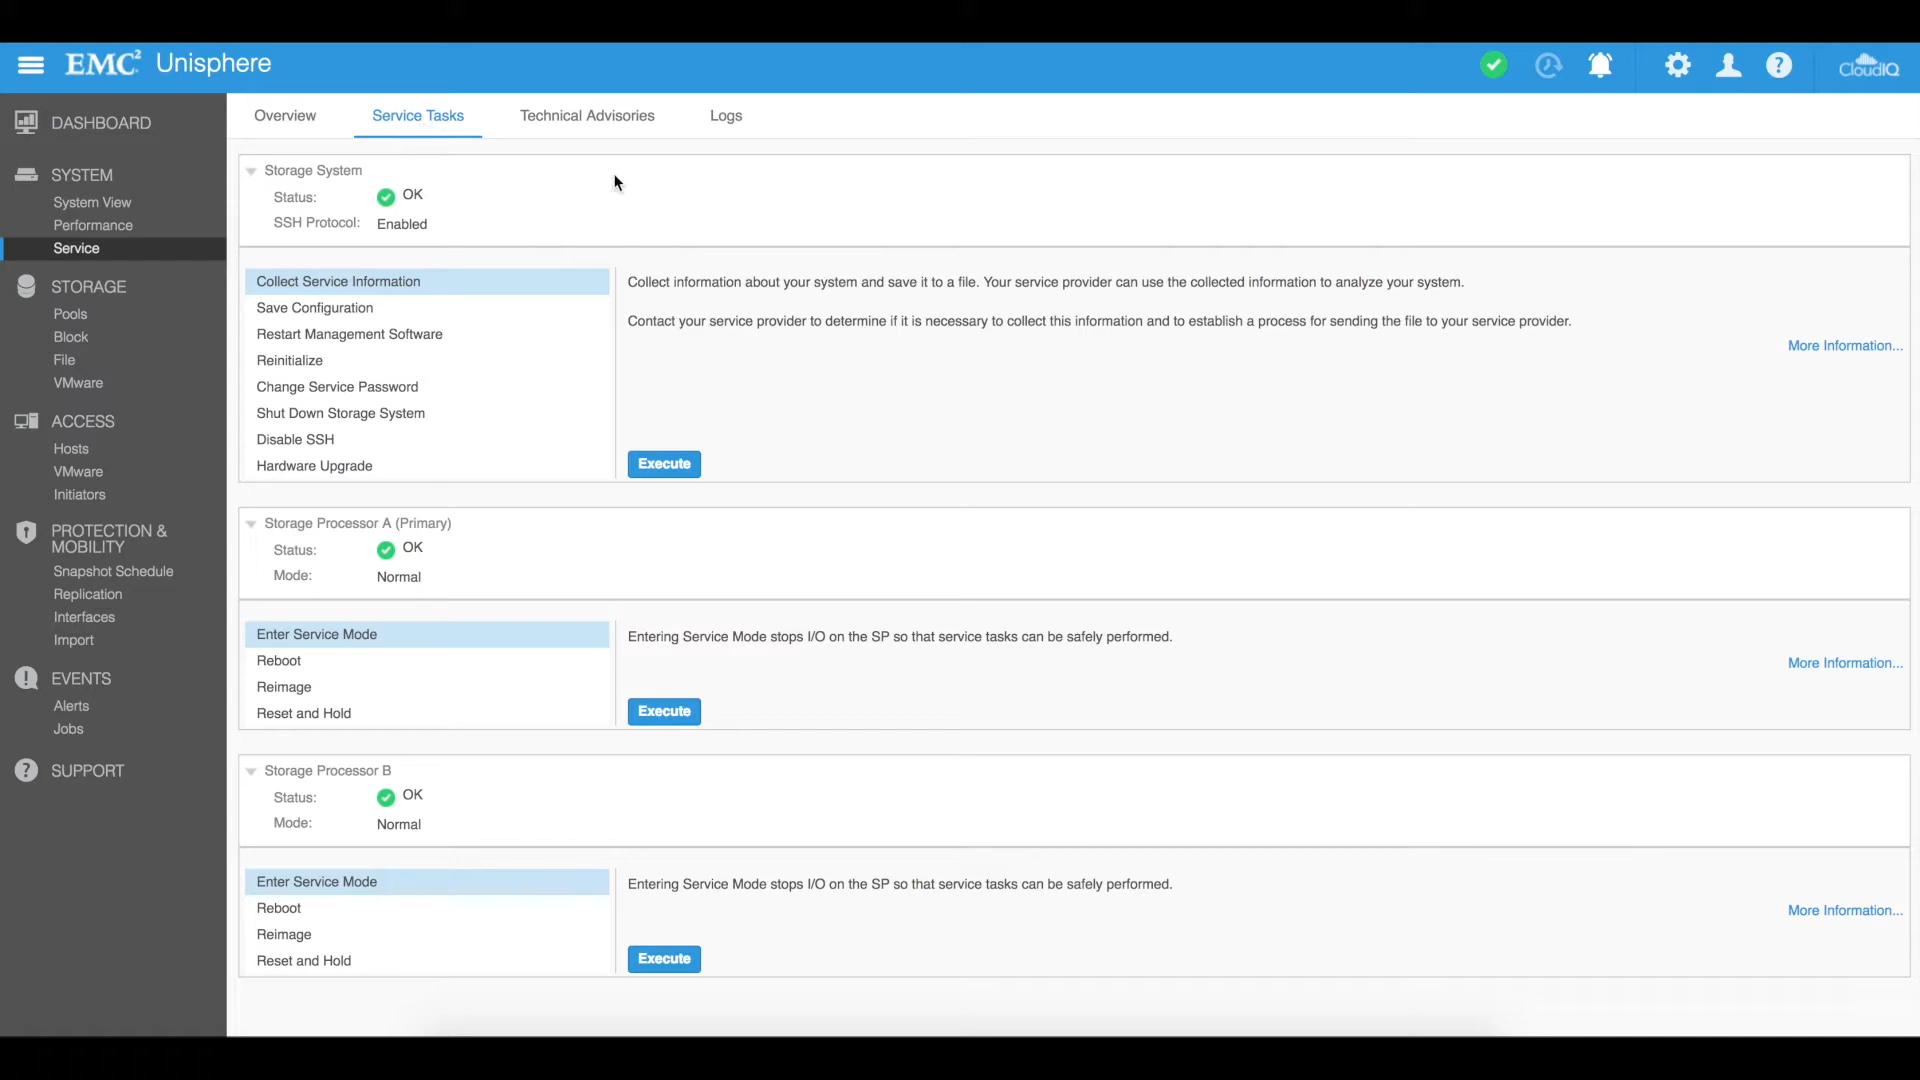 EMC² Unisphere
CloudIQ
DASHBOARD
SYSTEM
System View
Performance
Service
STORAGE
Pools
Block
File
VMware
ACCESS
Hosts
VMware
Initiators
PROTECTION &
MOBILITY
Snapshot Schedule
Replication
Interfaces
Import
EVENTS
Alerts
Jobs
SUPPORT
Overview Service Tasks Technical Advisories Logs
Storage System
Status: OK
SSH Protocol: Enabled
Collect Service Information
Save Configuration
Restart Management Software
Reinitialize
Change Service Password
Shut Down Storage System
Disable SSH
Hardware Upgrade
Collect information about your system and save it to a file. Your service provider can use the collected information to analyze your system.
Contact your service provider to determine if it is necessary to collect this information and to establish a process for sending the file to your service provider.
More Information...
Execute
Storage Processor A (Primary)
Status: OK
Mode: Normal
Enter Service Mode
Reboot
Reimage
Reset and Hold
Entering Service Mode stops I/O on the SP so that service tasks can be safely performed.
More Information...
Execute
Storage Processor B
Status: OK
Mode: Normal
Enter Service Mode
Reboot
Reimage
Reset and Hold
Entering Service Mode stops I/O on the SP so that service tasks can be safely performed.
More Information...
Execute